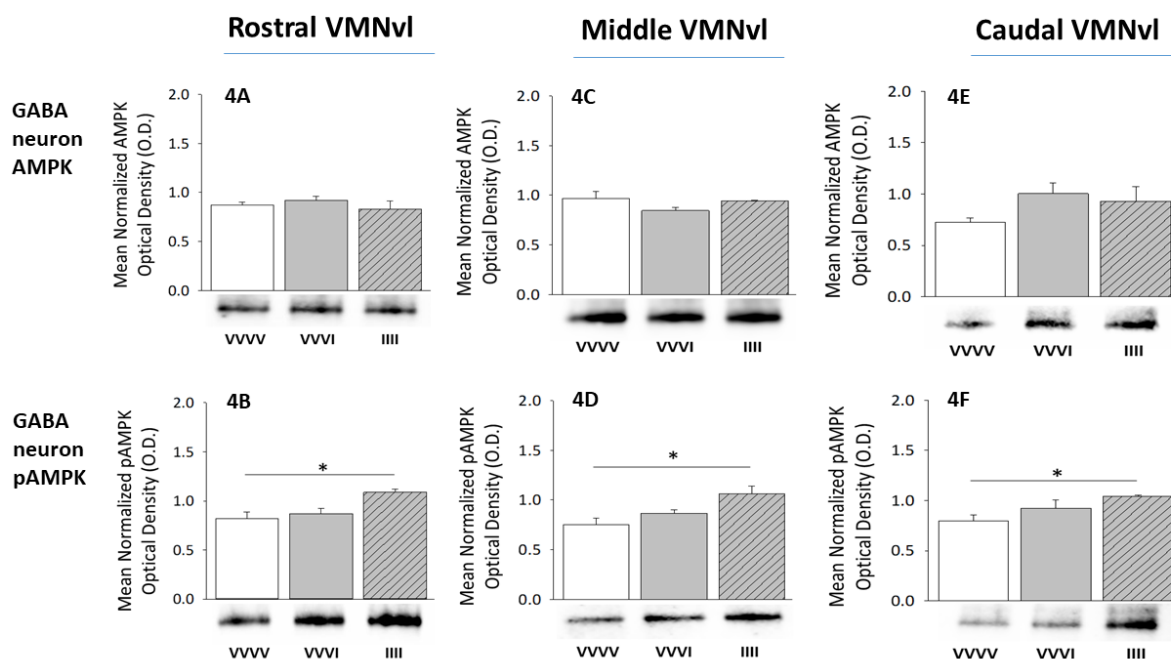 Rostral VMNvl
Middle VMNvl
Caudal VMNvl
GABA
neuron
AMPK
4A
Mean Normalized AMPK
Optical Density (O.D.)
2.0
1.5
1.0
0.5
0.0
VVVV VVVI IIII
4C
Mean Normalized AMPK
Optical Density (O.D.)
2.0
1.5
1.0
0.5
0.0
VVVV VVVI IIII
4E
Mean Normalized AMPK
Optical Density (O.D.)
2.0
1.5
1.0
0.5
0.0
VVVV VVVI IIII
GABA
neuron
pAMPK
4B
Mean Normalized pAMPK
Optical Density (O.D.)
2.0
1.5
1.0
0.5
0.0
*
VVVV VVVI IIII
4D
Mean Normalized pAMPK
Optical Density (O.D.)
2.0
1.5
1.0
0.5
0.0
*
VVVV VVVI IIII
4F
Mean Normalized pAMPK
Optical Density (O.D.)
2.0
1.5
1.0
0.5
0.0
*
VVVV VVVI IIII